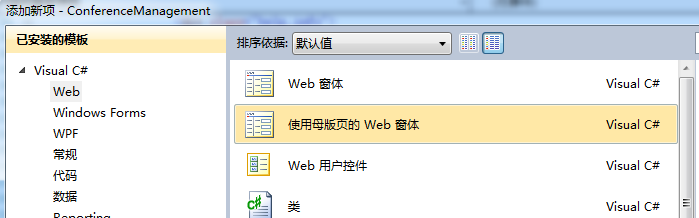 添加新项 - ConferenceManagement
已安装的模板
排序依据: 默认值
Visual C#
Web
Windows Forms
WPF
常规
代码
数据
Reporting
Web 窗体 Visual C#
使用母版页的 Web 窗体 Visual C#
Web 用户控件 Visual C#
C# 类 Visual C#